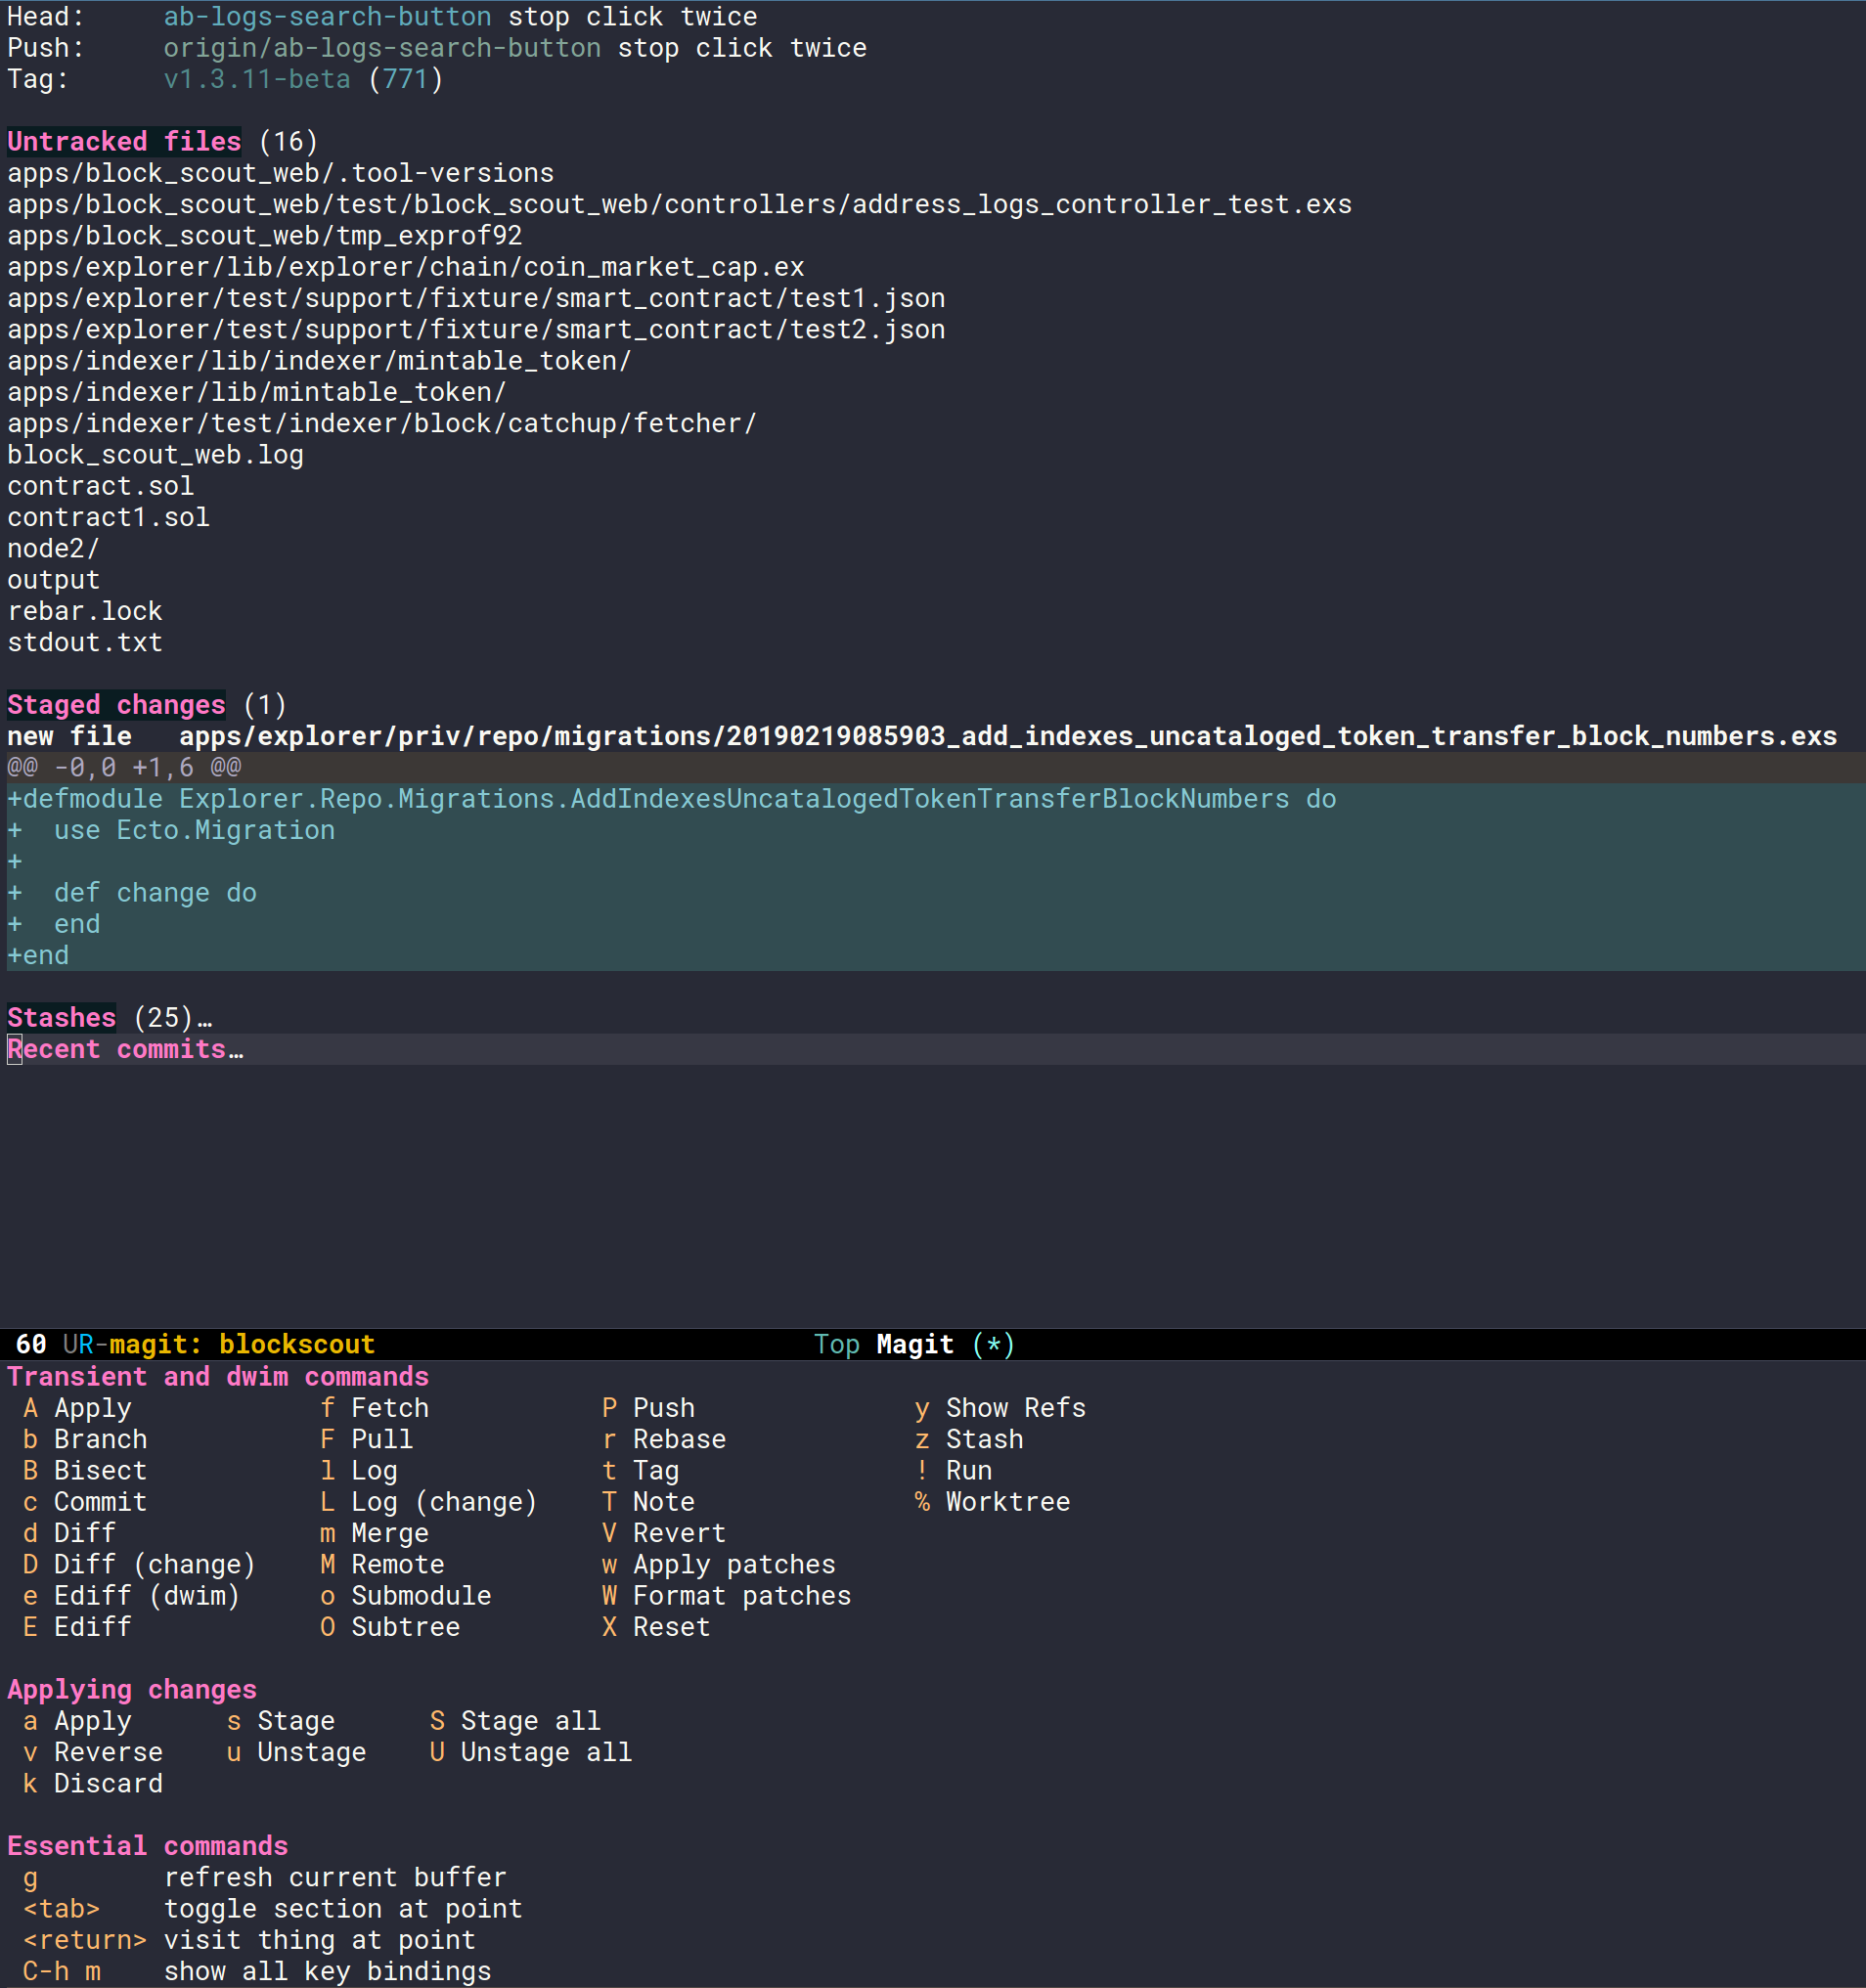 Head:     ab-logs-search-button stop click twice
Push:     origin/ab-logs-search-button stop click twice
Tag:      v1.3.11-beta (771)
Untracked files (16)
apps/block_scout_web/.tool-versions
apps/block_scout_web/test/block_scout_web/controllers/address_logs_controller_test.exs
apps/block_scout_web/tmp_exprof92
apps/explorer/lib/explorer/chain/coin_market_cap.ex
apps/explorer/test/support/fixture/smart_contract/test1.json
apps/explorer/test/support/fixture/smart_contract/test2.json
apps/indexer/lib/indexer/mintable_token/
apps/indexer/lib/mintable_token/
apps/indexer/test/indexer/block/catchup/fetcher/
block_scout_web.log
contract.sol
contract1.sol
node2/
output
rebar.lock
stdout.txt
Staged changes (1)
new file   apps/explorer/priv/repo/migrations/20190219085903_add_indexes_uncataloged_token_transfer_block_numbers.exs
@@ -0,0 +1,6 @@
+defmodule Explorer.Repo.Migrations.AddIndexesUncatalogedTokenTransferBlockNumbers do
+  use Ecto.Migration
+
+  def change do
+  end
+end
Stashes (25)…
Recent commits…
60 UR-magit: blockscout Top Magit (*)
Transient and dwim commands
A Apply            f Fetch           P Push              y Show Refs
b Branch           F Pull            r Rebase            z Stash
B Bisect           l Log             t Tag               ! Run
c Commit           L Log (change)    T Note              % Worktree
d Diff             m Merge           V Revert
D Diff (change)    M Remote          w Apply patches
e Ediff (dwim)     o Submodule       W Format patches
E Ediff            O Subtree         X Reset
Applying changes
a Apply      s Stage      S Stage all
v Reverse    u Unstage    U Unstage all
k Discard
Essential commands
g        refresh current buffer
<tab>    toggle section at point
<return> visit thing at point
C-h m    show all key bindings